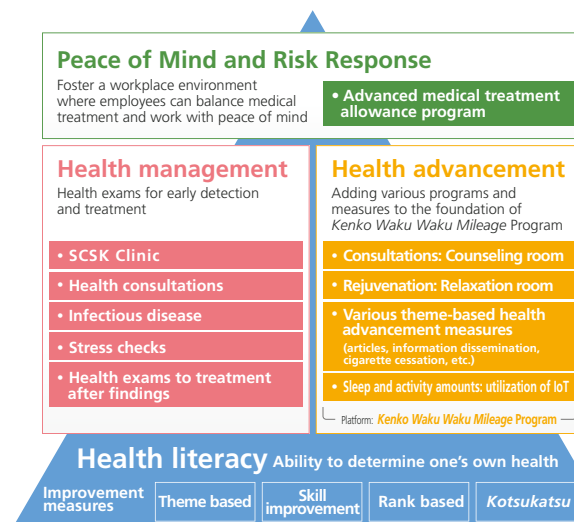 Peace of Mind and Risk Response
Foster a workplace environment
where employees can balance medical
treatment and work with peace of mind
• Advanced medical treatment
allowance program
Health management
Health exams for early detection
and treatment
• SCSK Clinic
• Health consultations
• Infectious disease
• Stress checks
• Health exams to treatment
after findings
Health advancement
Adding various programs and
measures to the foundation of
Kenko Waku Waku Mileage Program
• Consultations: Counseling room
• Rejuvenation: Relaxation room
• Various theme-based health
advancement measures
(articles, information dissemination,
cigarette cessation, etc.)
• Sleep and activity amounts: utilization of IoT
Platform: Kenko Waku Waku Mileage Program
Health literacy Ability to determine one's own health
Improvement
measures
Theme based
Skill
improvement
Rank based
Kotsukatsu